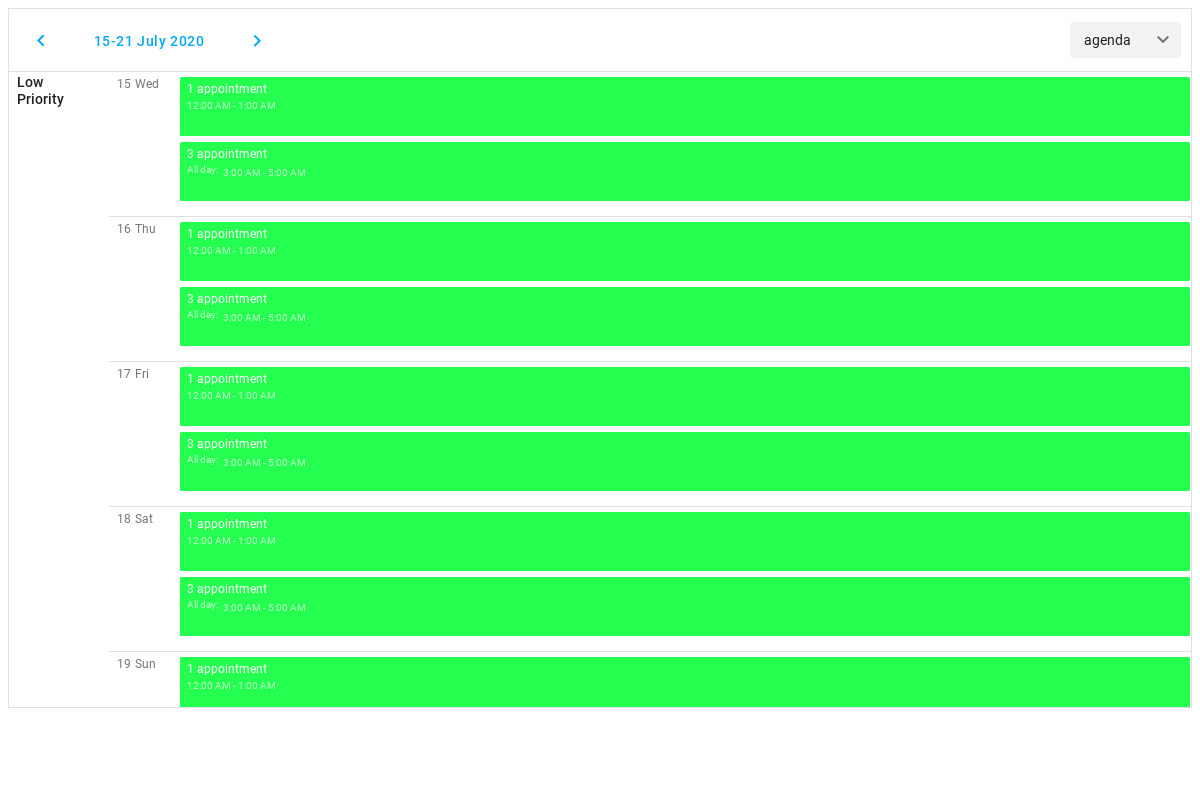 15-21 July 2020
agenda
Low
Priority
15 Wed
1 appointment
12:00 AM - 1:00 AM
3 appointment
All day: 3:00 AM - 5:00 AM
16 Thu
1 appointment
12:00 AM - 1:00 AM
3 appointment
All day: 3:00 AM - 5:00 AM
17 Fri
1 appointment
12:00 AM - 1:00 AM
3 appointment
All day: 3:00 AM - 5:00 AM
18 Sat
1 appointment
12:00 AM - 1:00 AM
3 appointment
All day: 3:00 AM - 5:00 AM
19 Sun
1 appointment
12:00 AM - 1:00 AM